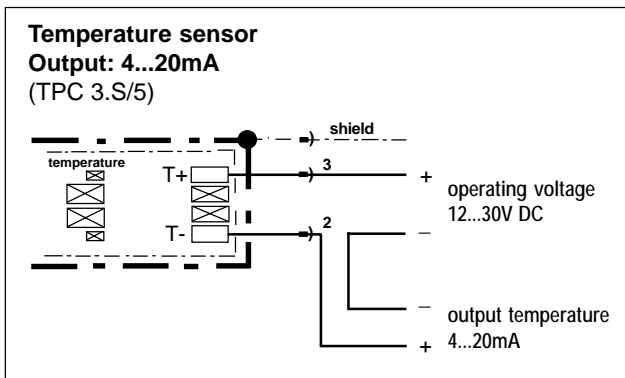 Temperature sensor
Output: 4...20mA
(TPC 3.S/5)
shield
temperature
T+
3
+
operating voltage
12...30V DC
T-
2
–
–
output temperature
+
4...20mA